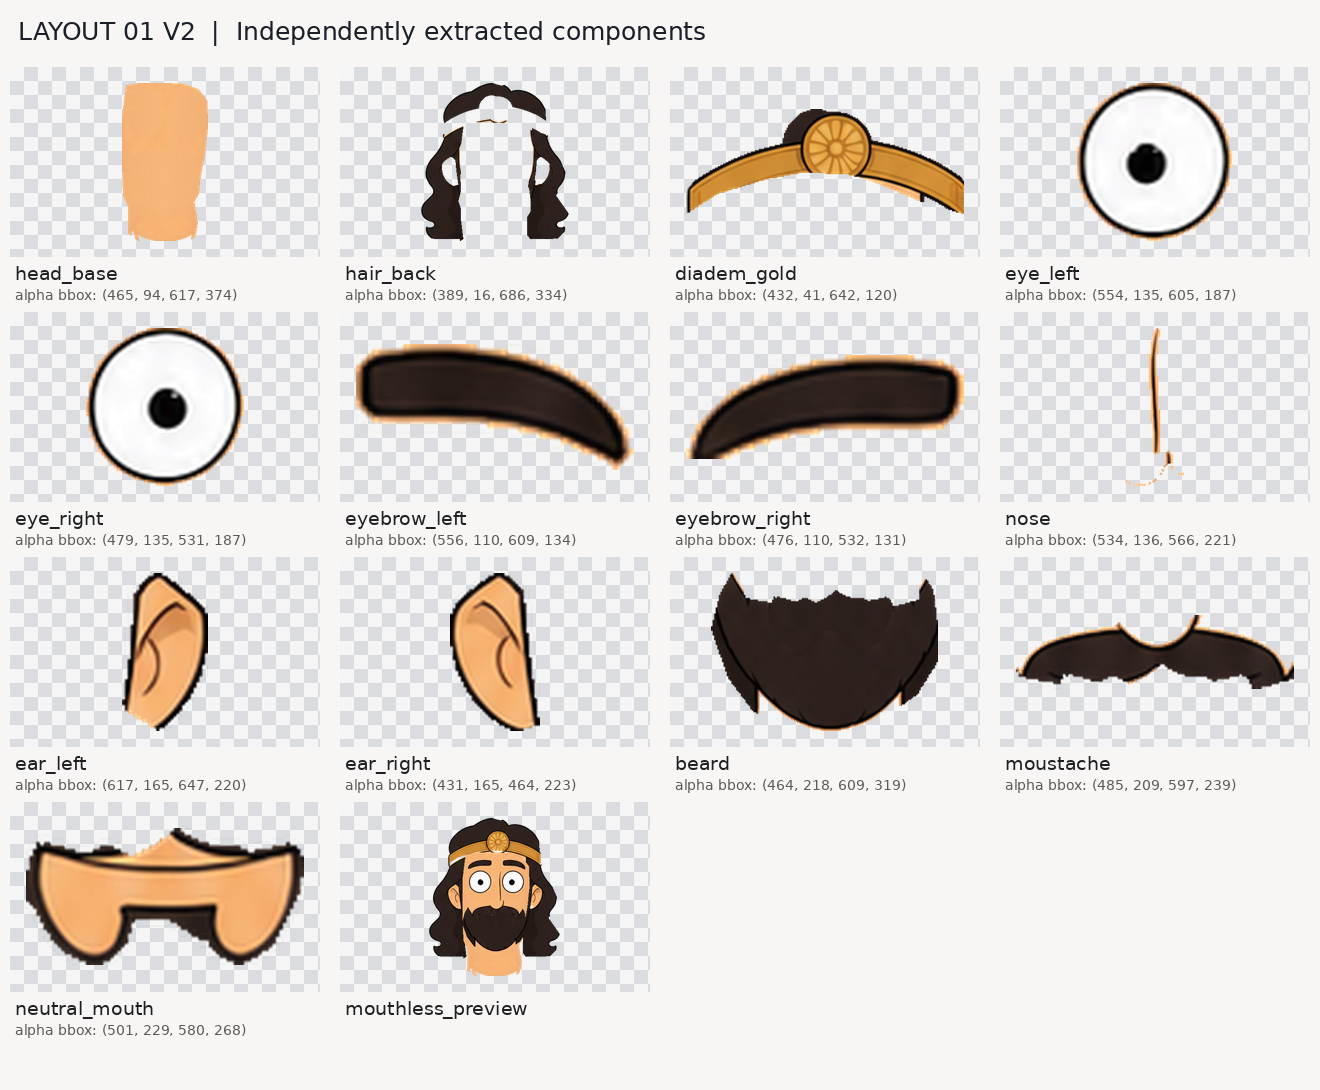 LAYOUT 01 V2 | Independently extracted components
head_base
alpha bbox: (465, 94, 617, 374)
hair_back
alpha bbox: (389, 16, 686, 334)
diadem_gold
alpha bbox: (432, 41, 642, 120)
eye_left
alpha bbox: (554, 135, 605, 187)
eye_right
alpha bbox: (479, 135, 531, 187)
eyebrow_left
alpha bbox: (556, 110, 609, 134)
eyebrow_right
alpha bbox: (476, 110, 532, 131)
nose
alpha bbox: (534, 136, 566, 221)
ear_left
alpha bbox: (617, 165, 647, 220)
ear_right
alpha bbox: (431, 165, 464, 223)
beard
alpha bbox: (464, 218, 609, 319)
moustache
alpha bbox: (485, 209, 597, 239)
neutral_mouth
alpha bbox: (501, 229, 580, 268)
mouthless_preview